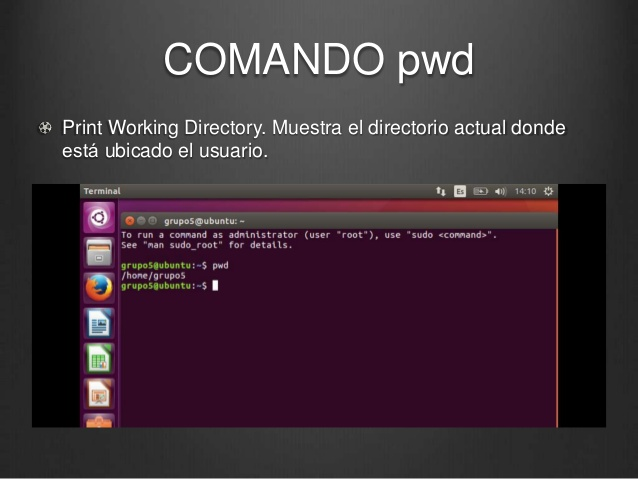 COMANDO pwd
Print Working Directory. Muestra el directorio actual donde
está ubicado el usuario.
Terminal
Es
14:10
grupo5@ubuntu: ~
To run a command as administrator (user "root"), use "sudo <command>".
See "man sudo_root" for details.
grupo5@ubuntu:~$ pwd
/home/grupo5
grupo5@ubuntu:~$